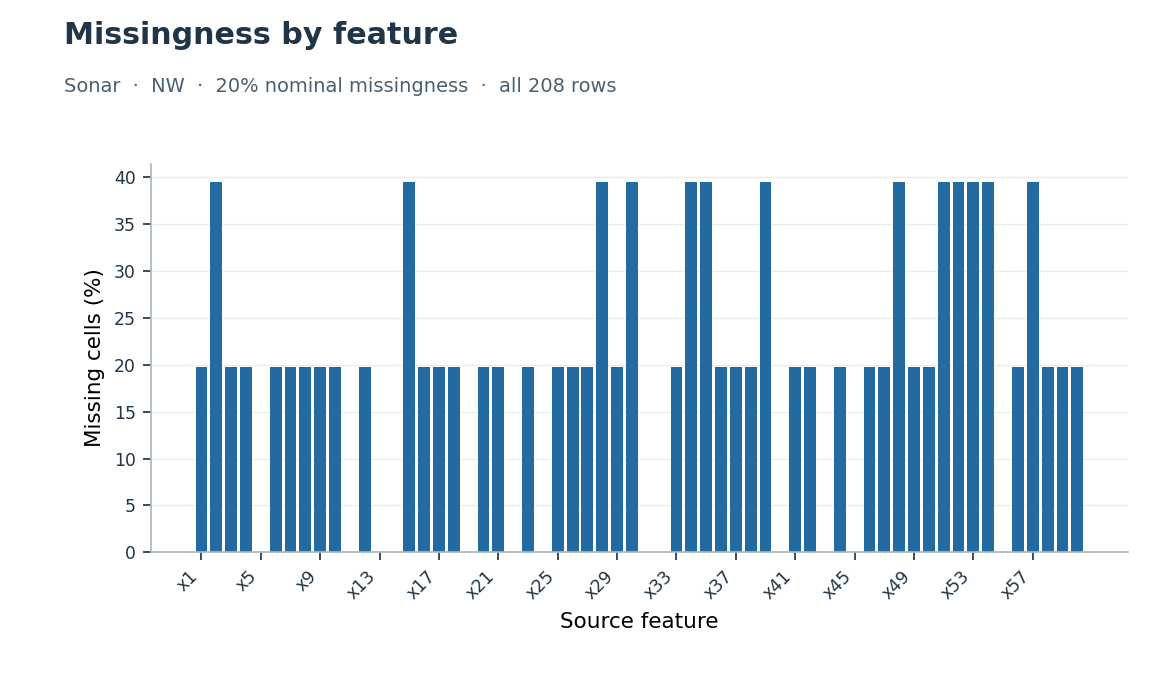 Missingness by feature
Sonar · NW · 20% nominal missingness · all 208 rows
Missing cells (%)
40
35
30
25
20
15
10
5
0
x1 x5 x9 x13 x17 x21 x25 x29 x33 x37 x41 x45 x49 x53 x57
Source feature